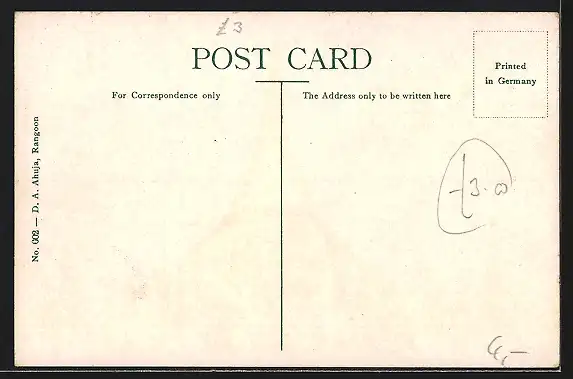 £3
POST CARD
For Correspondence only
The Address only to be written here
Printed
in Germany
No. 602 — D. A. Ahuja, Rangoon
£3.00
6,-